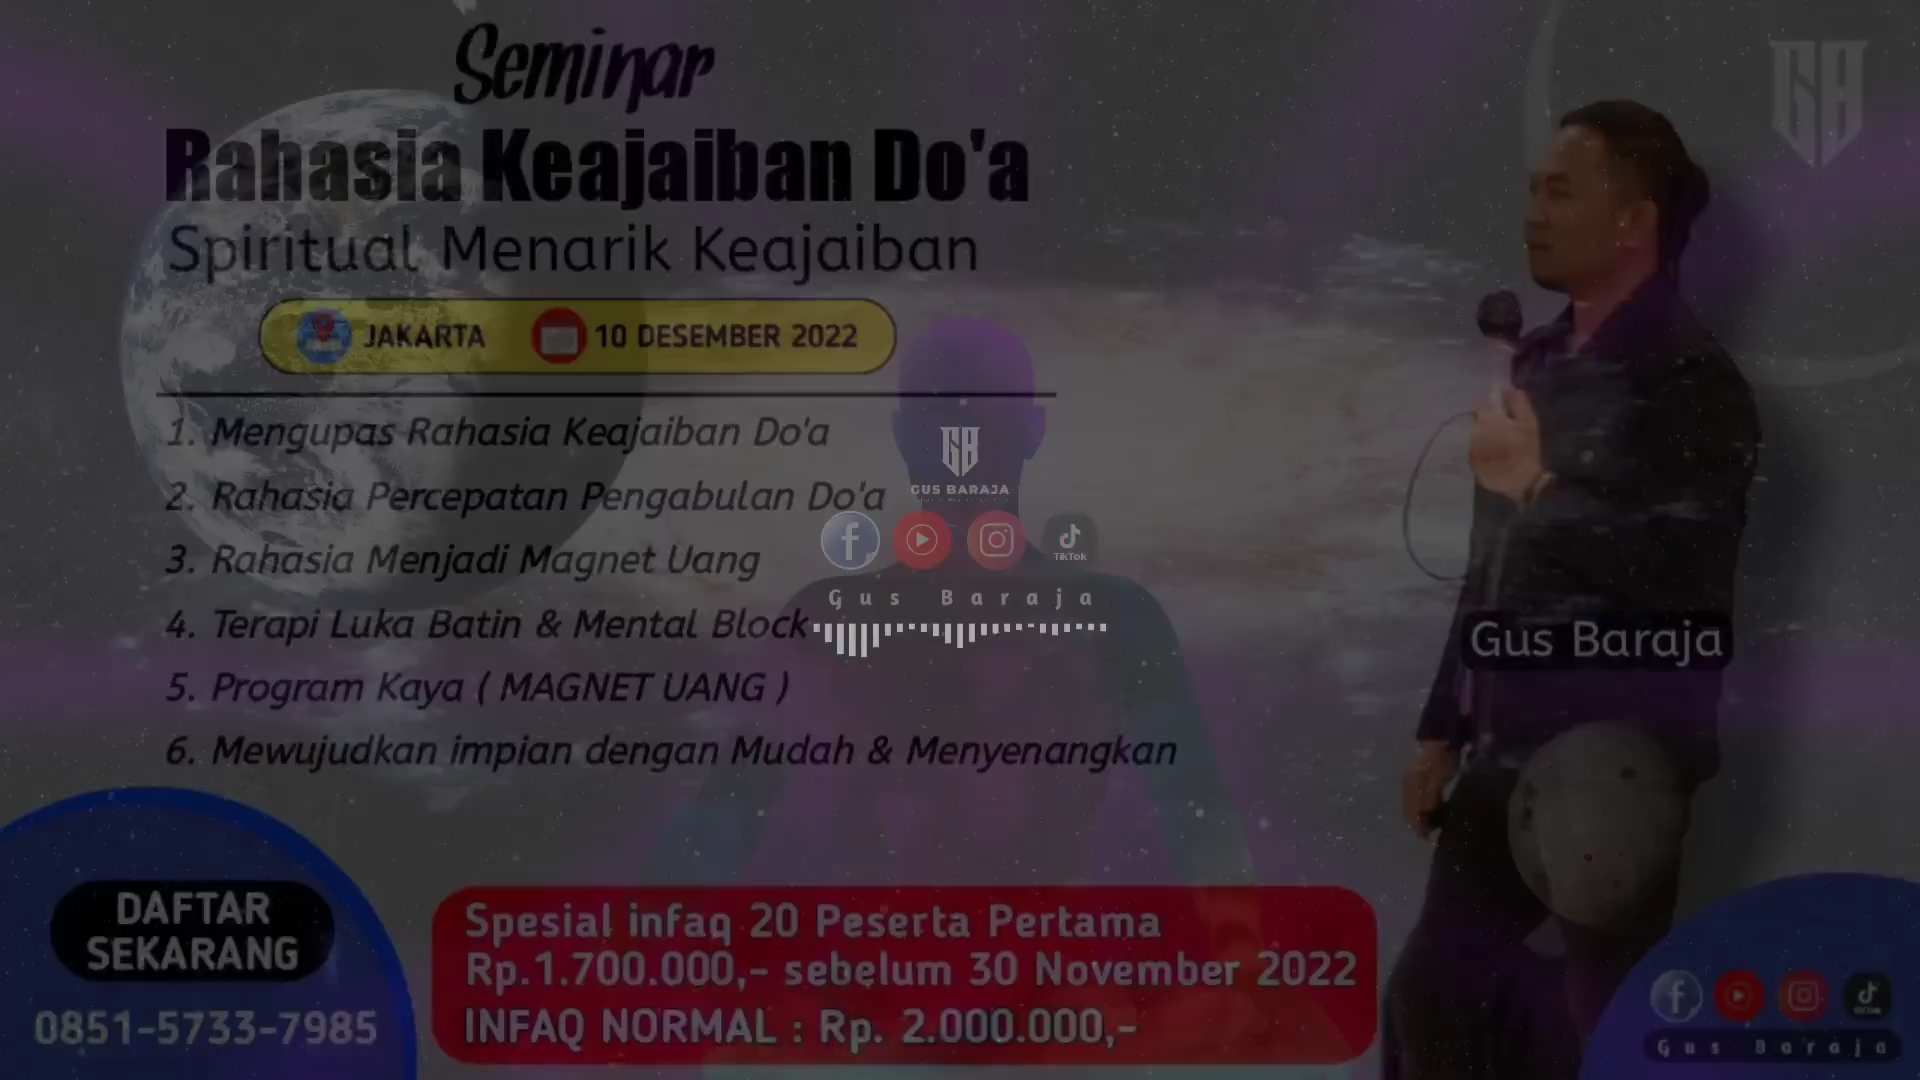 Seminar
Rahasia Keajaiban Do'a
Spiritual Menarik Keajaiban
JAKARTA 10 DESEMBER 2022
1. Mengupas Rahasia Keajaiban Do'a
2. Rahasia Percepatan Pengabulan Do'a
3. Rahasia Menjadi Magnet Uang
4. Terapi Luka Batin & Mental Block
5. Program Kaya ( MAGNET UANG )
6. Mewujudkan impian dengan Mudah & Menyenangkan
GB
GUS BARAJA
TikTok
Gus Baraja
GB
Gus Baraja
DAFTAR
SEKARANG
0851-5733-7985
Spesial infaq 20 Peserta Pertama
Rp.1.700.000,- sebelum 30 November 2022
INFAQ NORMAL : Rp. 2.000.000,-
Gus Baraja